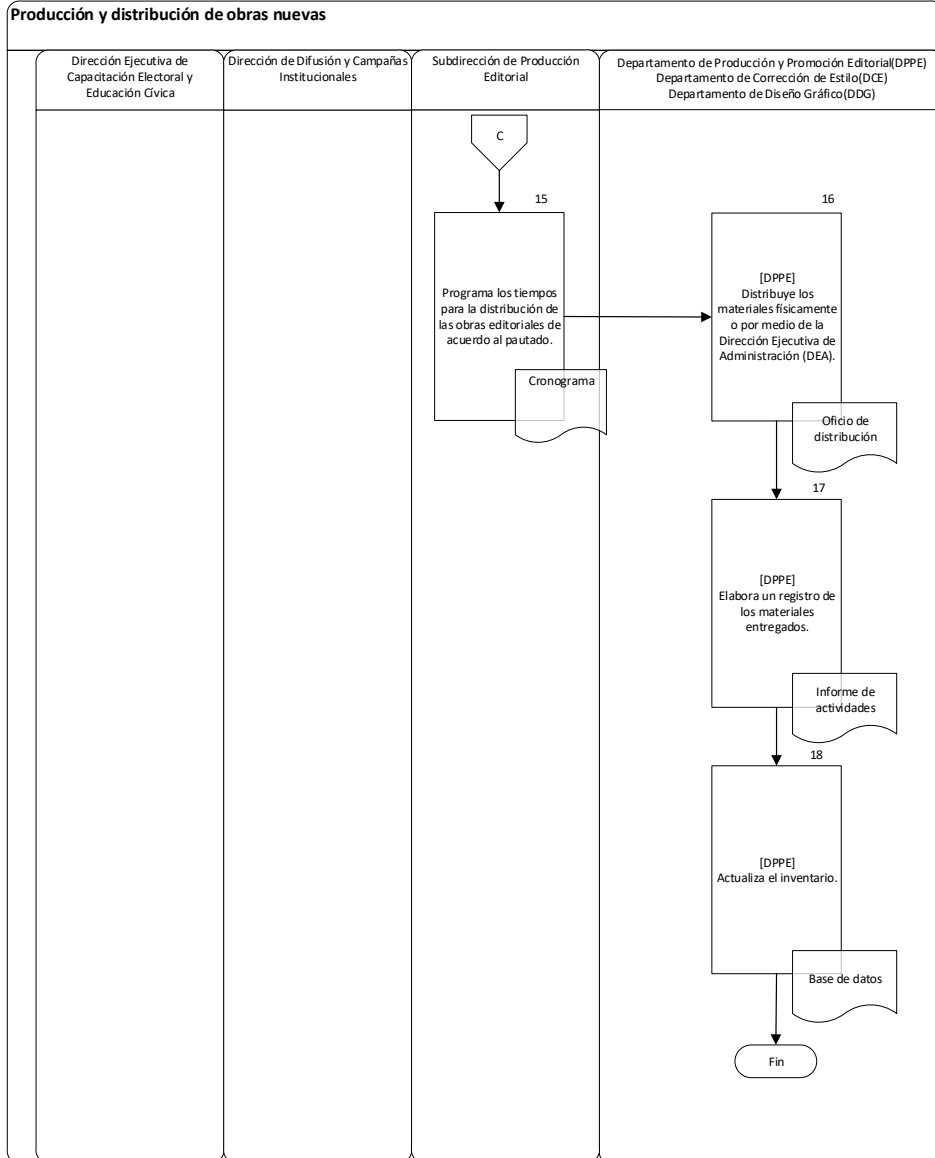 Producción y distribución de obras nuevas
Dirección Ejecutiva de
Capacitación Electoral y
Educación Cívica
Dirección de Difusión y Campañas
Institucionales
Subdirección de Producción
Editorial
Departamento de Producción y Promoción Editorial(DPPE)
Departamento de Corrección de Estilo(DCE)
Departamento de Diseño Gráfico(DDG)
C
15
Programa los tiempos
para la distribución de
las obras editoriales de
acuerdo al pautado.
Cronograma
16
[DPPE]
Distribuye los
materiales físicamente
o por medio de la
Dirección Ejecutiva de
Administración (DEA).
Oficio de
distribución
17
[DPPE]
Elabora un registro de
los materiales
entregados.
Informe de
actividades
18
[DPPE]
Actualiza el inventario.
Base de datos
Fin